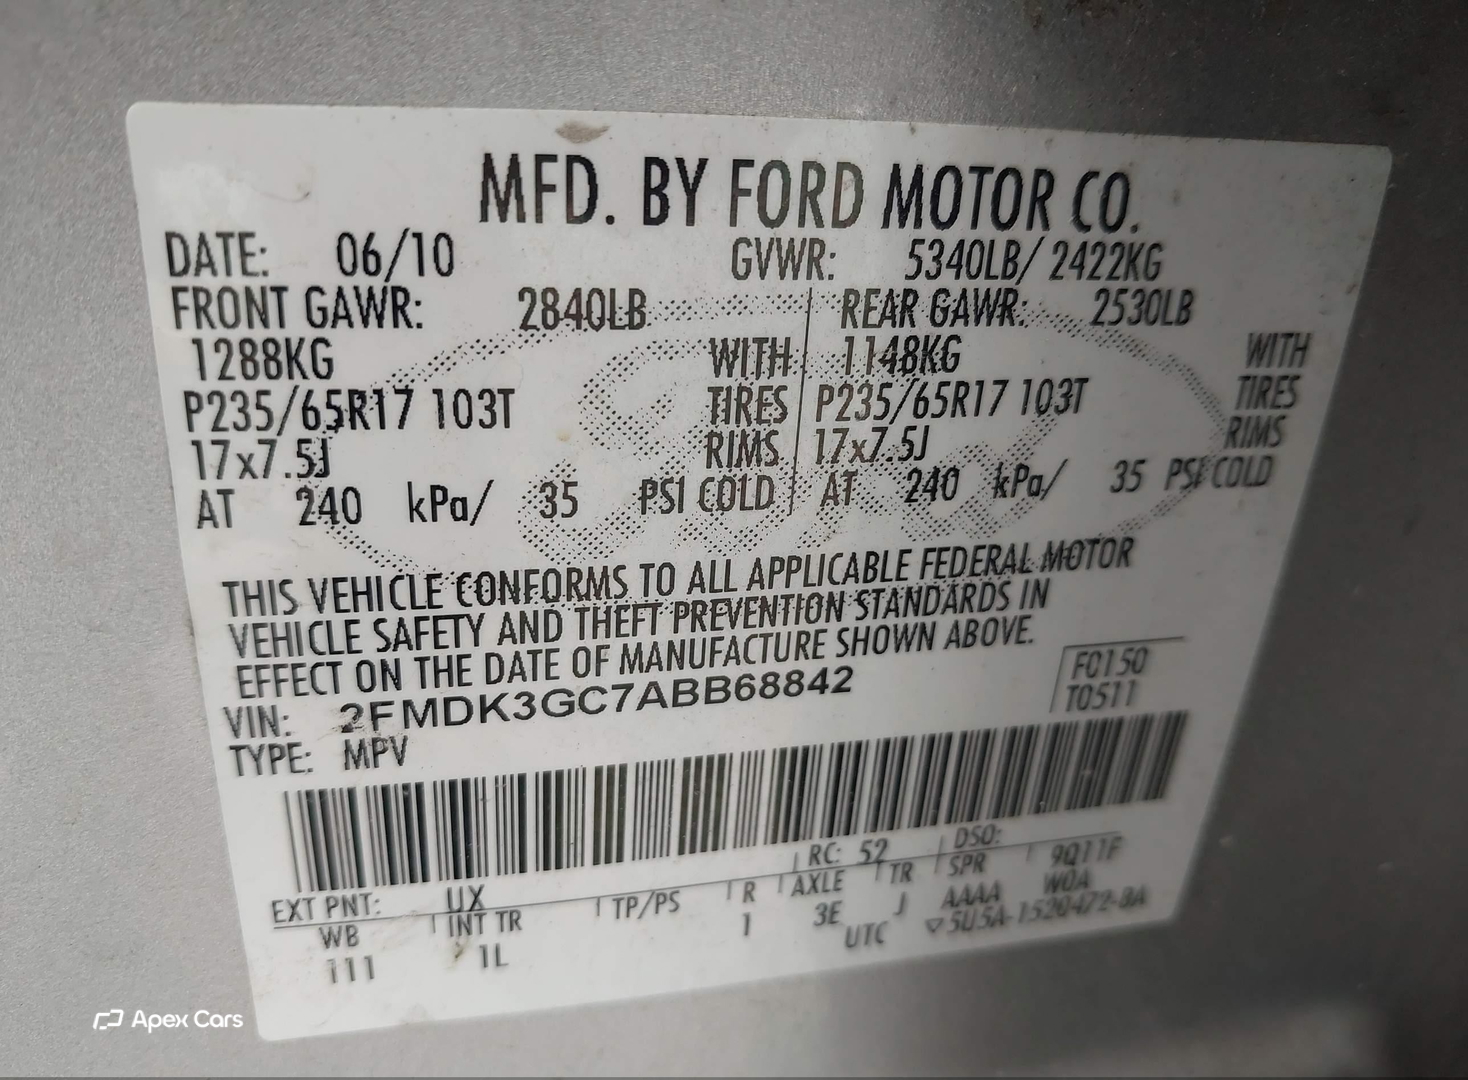 MFD. BY FORD MOTOR CO.
DATE: 06/10 GVWR: 5340LB/ 2422KG
FRONT GAWR: 2840LB REAR GAWR: 2530LB
1288KG WITH 1148KG WITH
P235/65R17 103T TIRES P235/65R17 103T TIRES
17x7.5J RIMS 17x7.5J RIMS
AT 240 kPa/ 35 PSI COLD AT 240 kPa/ 35 PSI COLD
THIS VEHICLE CONFORMS TO ALL APPLICABLE FEDERAL MOTOR
VEHICLE SAFETY AND THEFT PREVENTION STANDARDS IN
EFFECT ON THE DATE OF MANUFACTURE SHOWN ABOVE.
VIN: 2FMDK3GC7ABB68842 F0150
TYPE: MPV T0511
EXT PNT: UX RC: 52 DSO:
WB INT TR TP/PS R AXLE TR SPR 9Q11F
111 1L 1 3E J AAAA W0A
UTC ▽5U5A-1520472-BA
Apex Cars